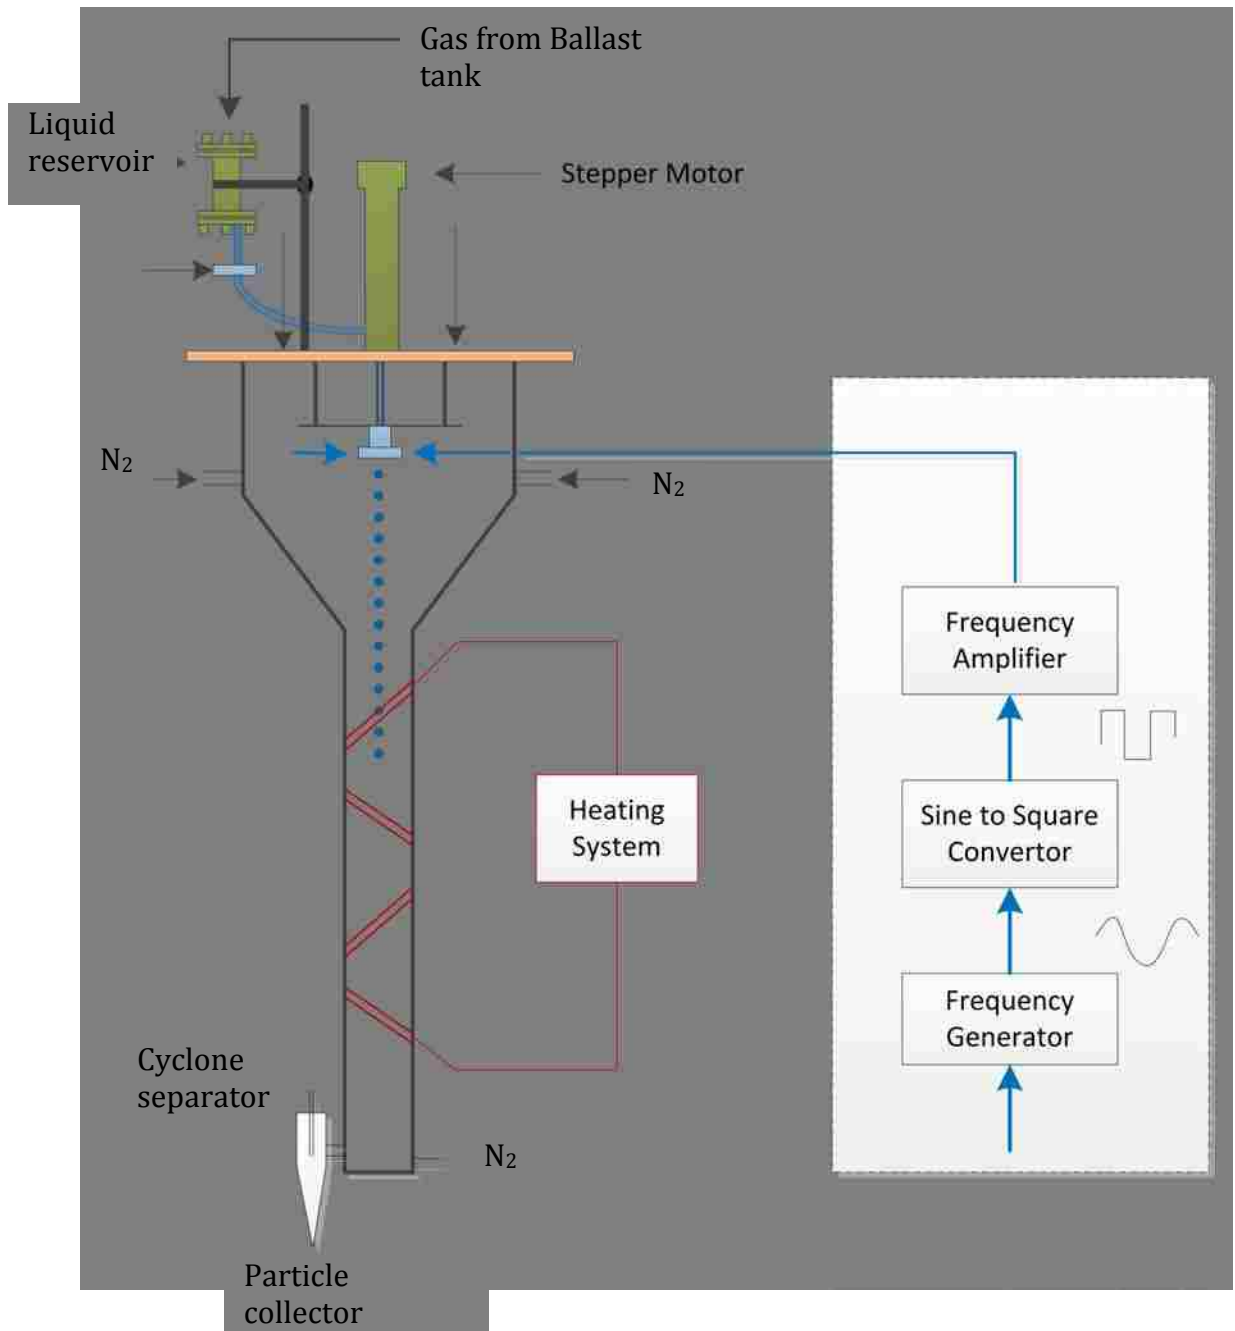 Gas from Ballast
tank
Liquid
reservoir
Stepper Motor
N₂
N₂
Frequency
Amplifier
Heating
System
Sine to Square
Convertor
Frequency
Generator
Cyclone
separator
N₂
Particle
collector